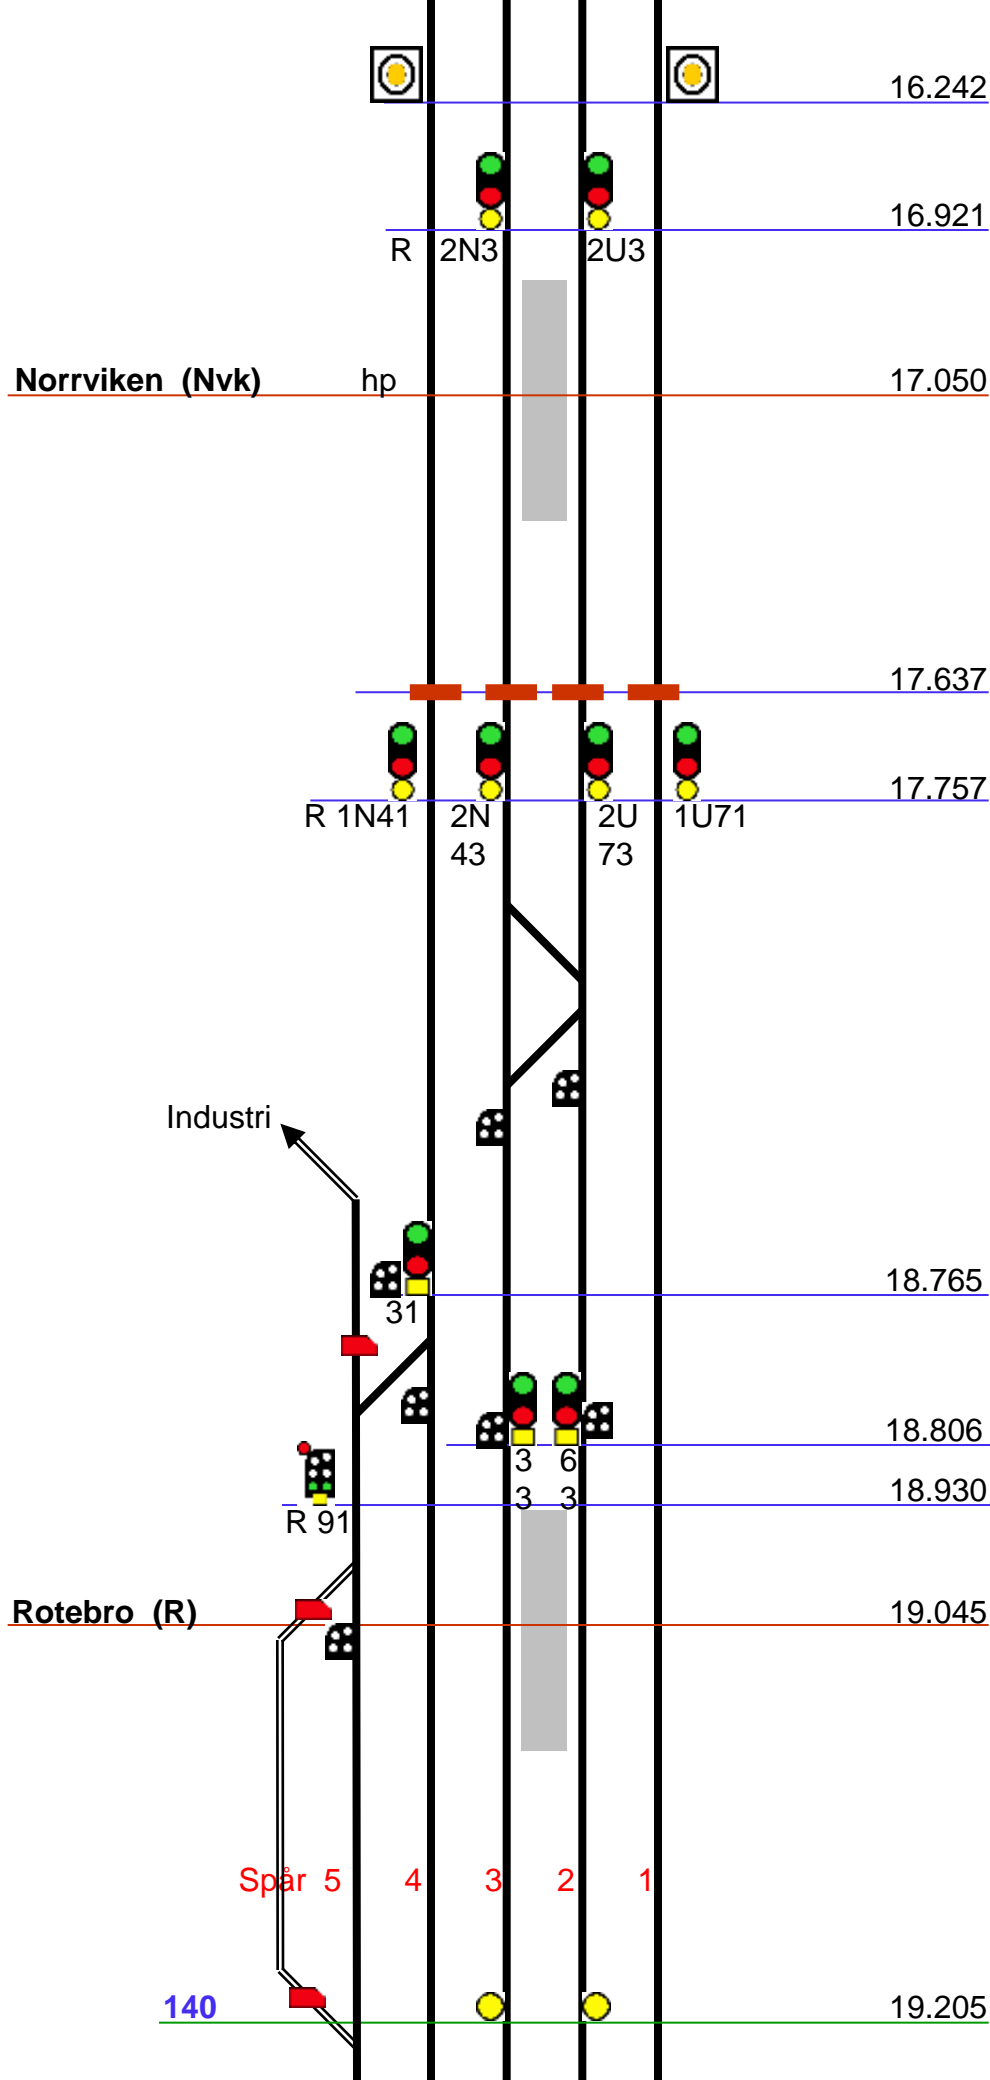 16.242
16.921
R 2N3 2U3
Norrviken (Nvk) hp 17.050
17.637
17.757
R 1N41 2N 2U 1U71
43 73
Industri
18.765
31
18.806
3 6
3 3
18.930
R 91
Rotebro (R) 19.045
Spår 5 4 3 2 1
140 19.205